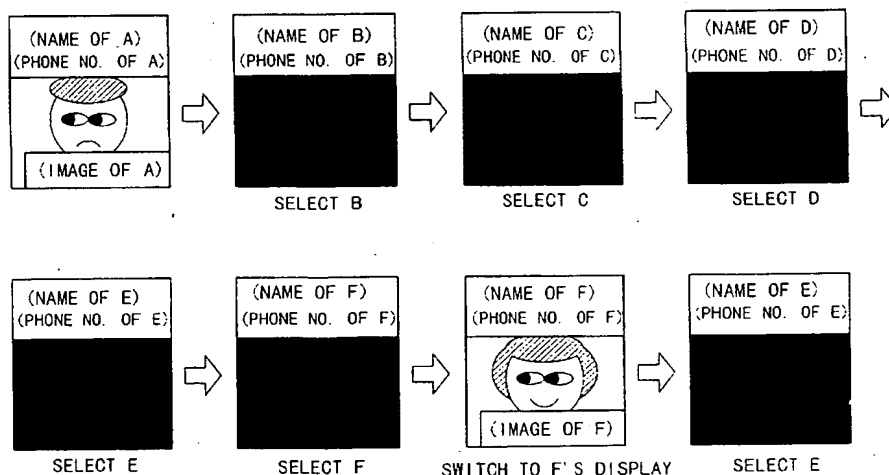 (NAME OF A)
(PHONE NO. OF A)
(IMAGE OF A)
(NAME OF B)
(PHONE NO. OF B)
SELECT B
(NAME OF C)
(PHONE NO. OF C)
SELECT C
(NAME OF D)
(PHONE NO. OF D)
SELECT D
(NAME OF E)
(PHONE NO. OF E)
SELECT E
(NAME OF F)
(PHONE NO. OF F)
SELECT F
(NAME OF F)
(PHONE NO. OF F)
(IMAGE OF F)
SWITCH TO F'S DISPLAY
(NAME OF E)
(PHONE NO. OF E)
SELECT E